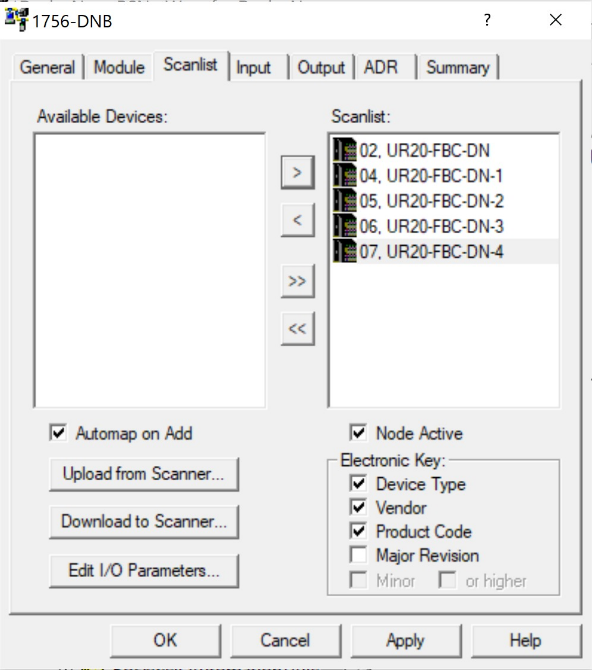 1756-DNB ?
General Module Scanlist Input Output ADR Summary
Available Devices:
Scanlist:
02, UR20-FBC-DN
04, UR20-FBC-DN-1
05, UR20-FBC-DN-2
06, UR20-FBC-DN-3
07, UR20-FBC-DN-4
>
<
>>
<<
Automap on Add
Node Active
Upload from Scanner...
Download to Scanner...
Edit I/O Parameters...
Electronic Key:
Device Type
Vendor
Product Code
Major Revision
Minor or higher
OK Cancel Apply Help